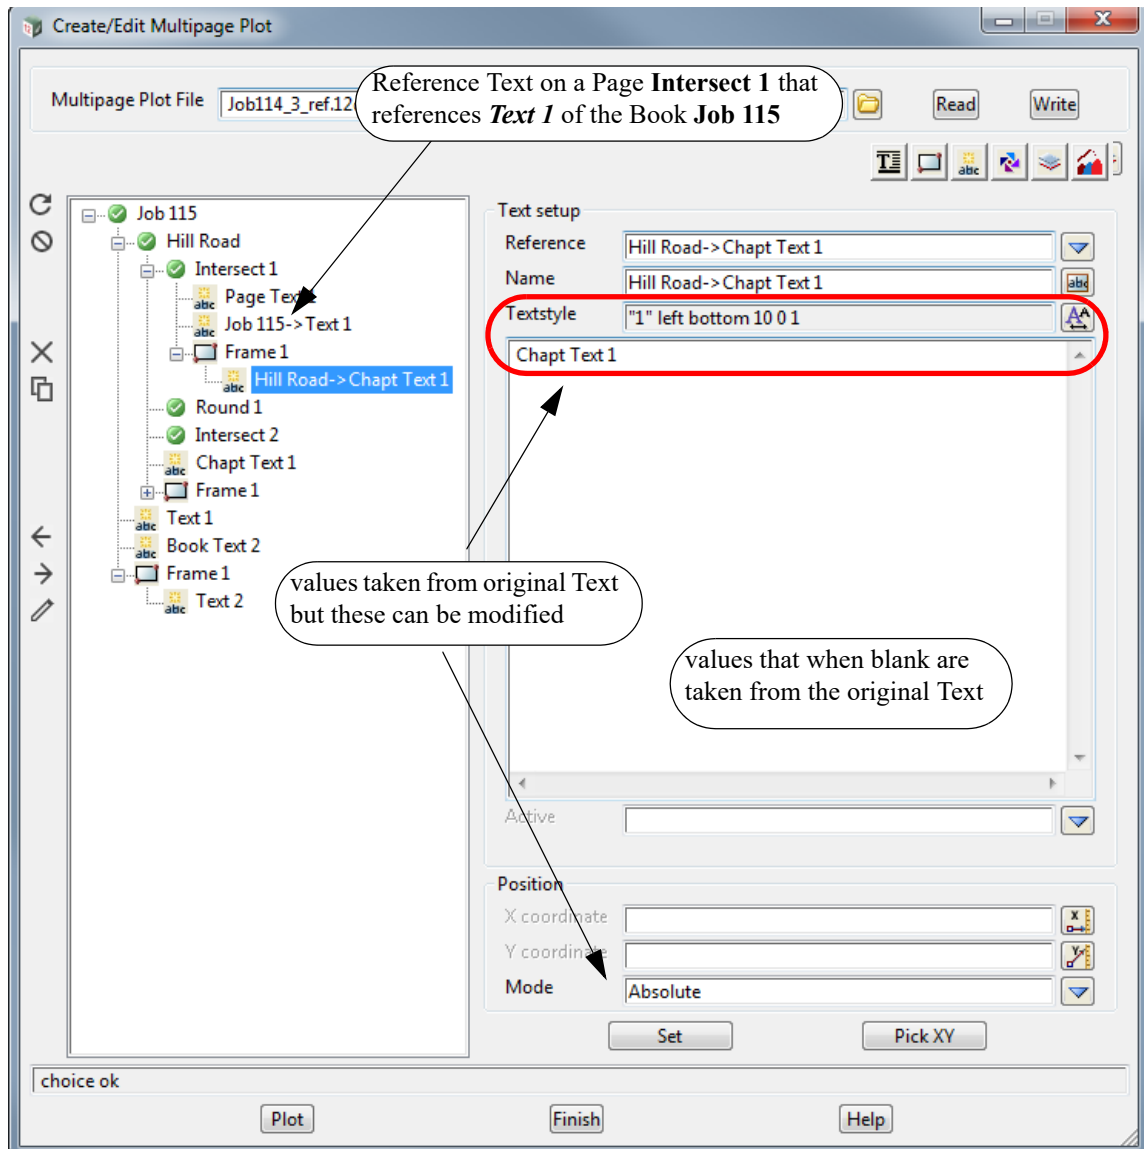 Create/Edit Multipage Plot
Reference Text on a Page Intersect 1 that
references Text 1 of the Book Job 115
Multipage Plot File
Job114_3_ref.12
Read
Write
Job 115
Hill Road
Intersect 1
Page Text
Job 115->Text 1
Frame 1
Hill Road->Chapt Text 1
Round 1
Intersect 2
Chapt Text 1
Frame 1
Text 1
Book Text 2
Frame 1
Text 2
Text setup
Reference
Hill Road->Chapt Text 1
Name
Hill Road->Chapt Text 1
Textstyle
"1" left bottom 10 0 1
Chapt Text 1
values taken from original Text
but these can be modified
values that when blank are
taken from the original Text
Active
Position
X coordinate
Y coordinate
Mode
Absolute
Set
Pick XY
choice ok
Plot
Finish
Help